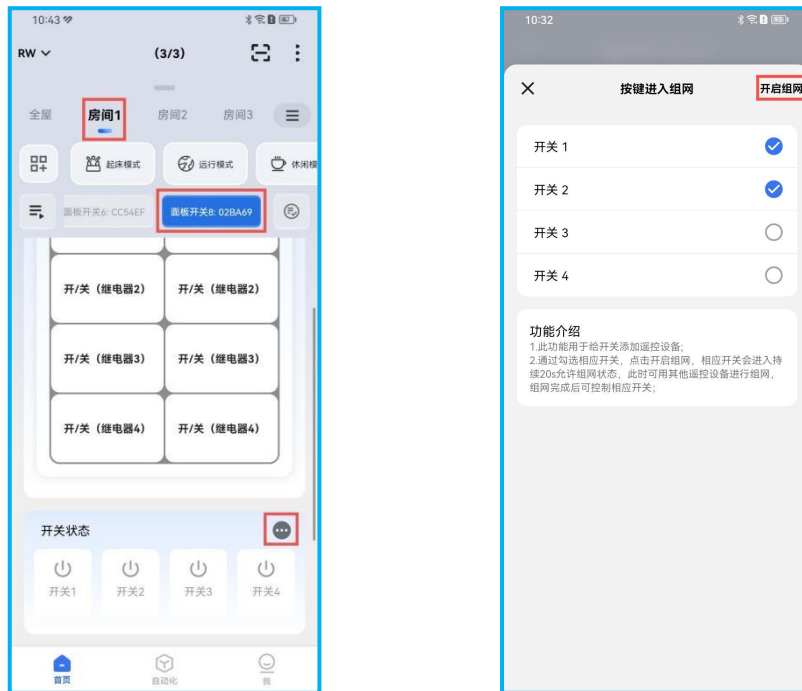 10:43
RW
(3/3)
全屋
房间1
房间2
房间3
起床模式
远行模式
休闲模
面板开关6: CC54EF
面板开关8: 02BA69
开/关（继电器2）
开/关（继电器2）
开/关（继电器3）
开/关（继电器3）
开/关（继电器4）
开/关（继电器4）
开关状态
开关1
开关2
开关3
开关4
首页
自动化
我
10:32
按键进入组网
开启组网
开关 1
开关 2
开关 3
开关 4
功能介绍
1.此功能用于给开关添加遥控设备;
2.通过勾选相应开关，点击开启组网，相应开关会进入持
续20s允许组网状态，此时可用其他遥控设备进行组网，
组网完成后可控制相应开关;